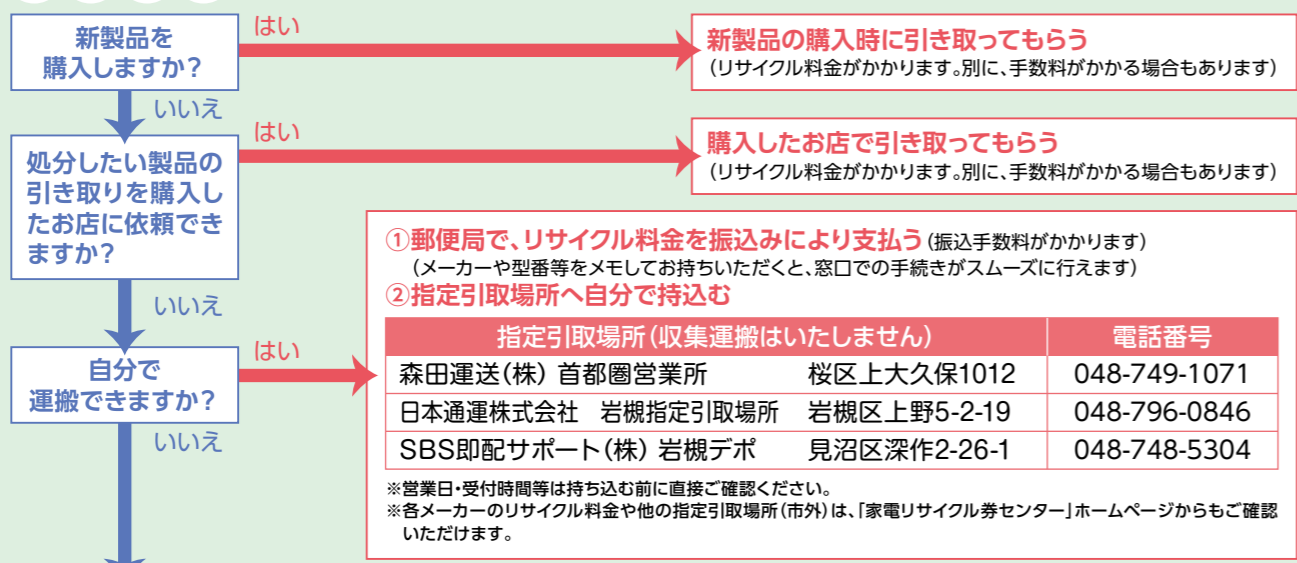 新製品を
購入しますか?
はい
新製品の購入時に引き取ってもらう
(リサイクル料金がかかります。別に、手数料がかかる場合もあります)
いいえ
処分したい製品の
引き取りを購入し
たお店に依頼でき
ますか?
はい
購入したお店で引き取ってもらう
(リサイクル料金がかかります。別に、手数料がかかる場合もあります)
いいえ
自分で
運搬できますか?
はい
①郵便局で、リサイクル料金を振込みにより支払う(振込手数料がかかります)
(メーカーや型番等をメモしてお持ちいただくと、窓口での手続きがスムーズに行えます)
②指定引取場所へ自分で持込む
指定引取場所(収集運搬はいたしません) 電話番号
森田運送(株) 首都圏営業所 桜区上大久保1012 048-749-1071
日本通運株式会社 岩槻指定引取場所 岩槻区上野5-2-19 048-796-0846
SBS即配サポート(株) 岩槻デポ 見沼区深作2-26-1 048-748-5304
※営業日・受付時間等は持ち込む前に直接ご確認ください。
※各メーカーのリサイクル料金や他の指定引取場所(市外)は、「家電リサイクル券センター」ホームページからもご確認
いただけます。
いいえ